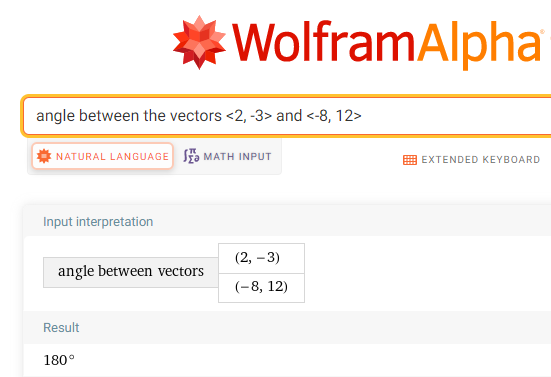 WolframAlpha
angle between the vectors <2, -3> and <-8, 12>
NATURAL LANGUAGE ∫Σπ∂ MATH INPUT EXTENDED KEYBOARD
Input interpretation
angle between vectors
(2, −3)
(−8, 12)
Result
180°